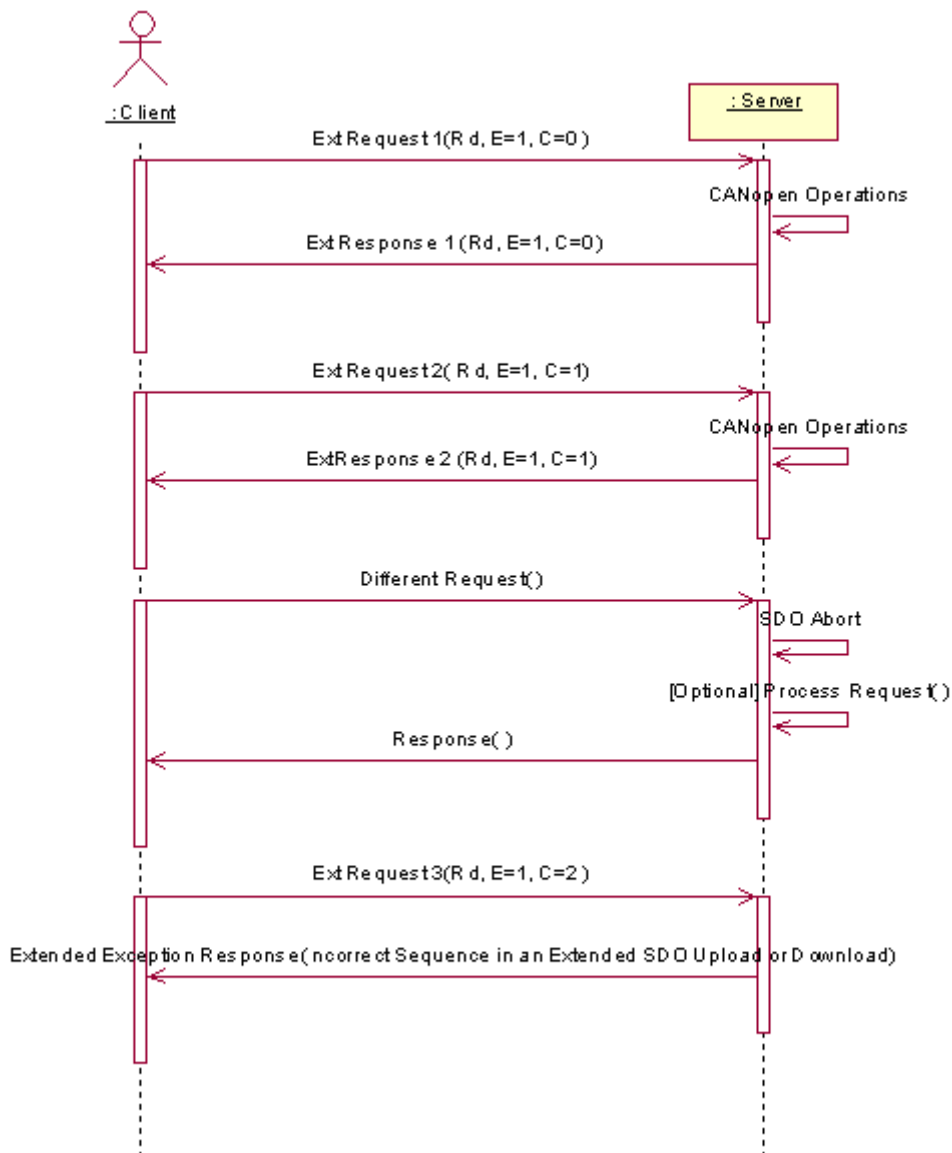 : Client
: Server
ExtRequest1(Rd, E=1, C=0)
CANopen Operations
ExtResponse 1 (Rd, E=1, C=0)
ExtRequest2( Rd, E=1, C=1)
CANopen Operations
ExtResponse2 (Rd, E=1, C=1)
Different Request()
SDO Abort
[Optional] Process Request()
Response( )
ExtRequest3(Rd, E=1, C=2)
Extended Exception Response( ncorrect Sequence in an Extended SDO Upload or Download)